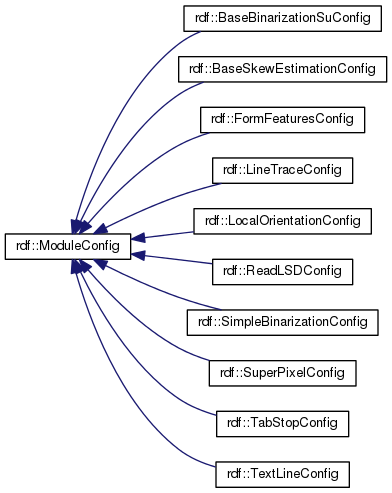 rdf::BaseBinarizationSuConfig
rdf::BaseSkewEstimationConfig
rdf::FormFeaturesConfig
rdf::LineTraceConfig
rdf::LocalOrientationConfig
rdf::ModuleConfig
rdf::ReadLSDConfig
rdf::SimpleBinarizationConfig
rdf::SuperPixelConfig
rdf::TabStopConfig
rdf::TextLineConfig